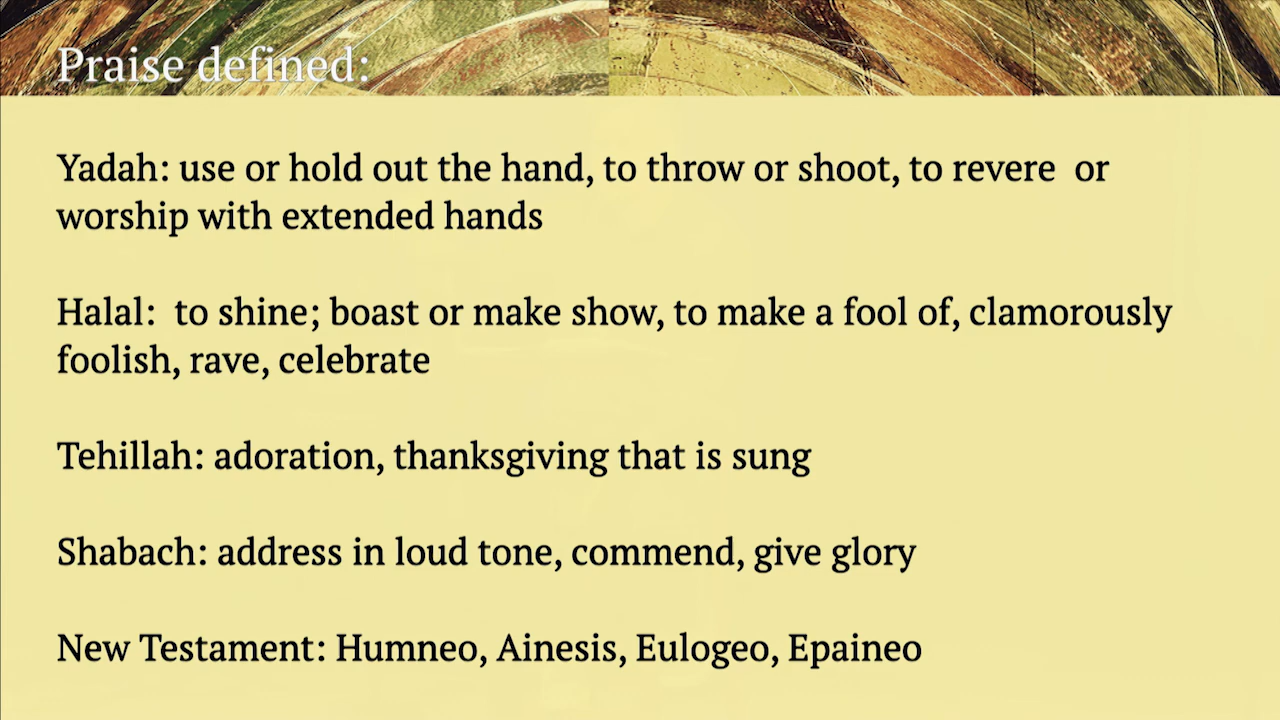 Praise defined:
Yadah: use or hold out the hand, to throw or shoot, to revere  or
worship with extended hands
Halal:  to shine; boast or make show, to make a fool of, clamorously
foolish, rave, celebrate
Tehillah: adoration, thanksgiving that is sung
Shabach: address in loud tone, commend, give glory
New Testament: Humneo, Ainesis, Eulogeo, Epaineo